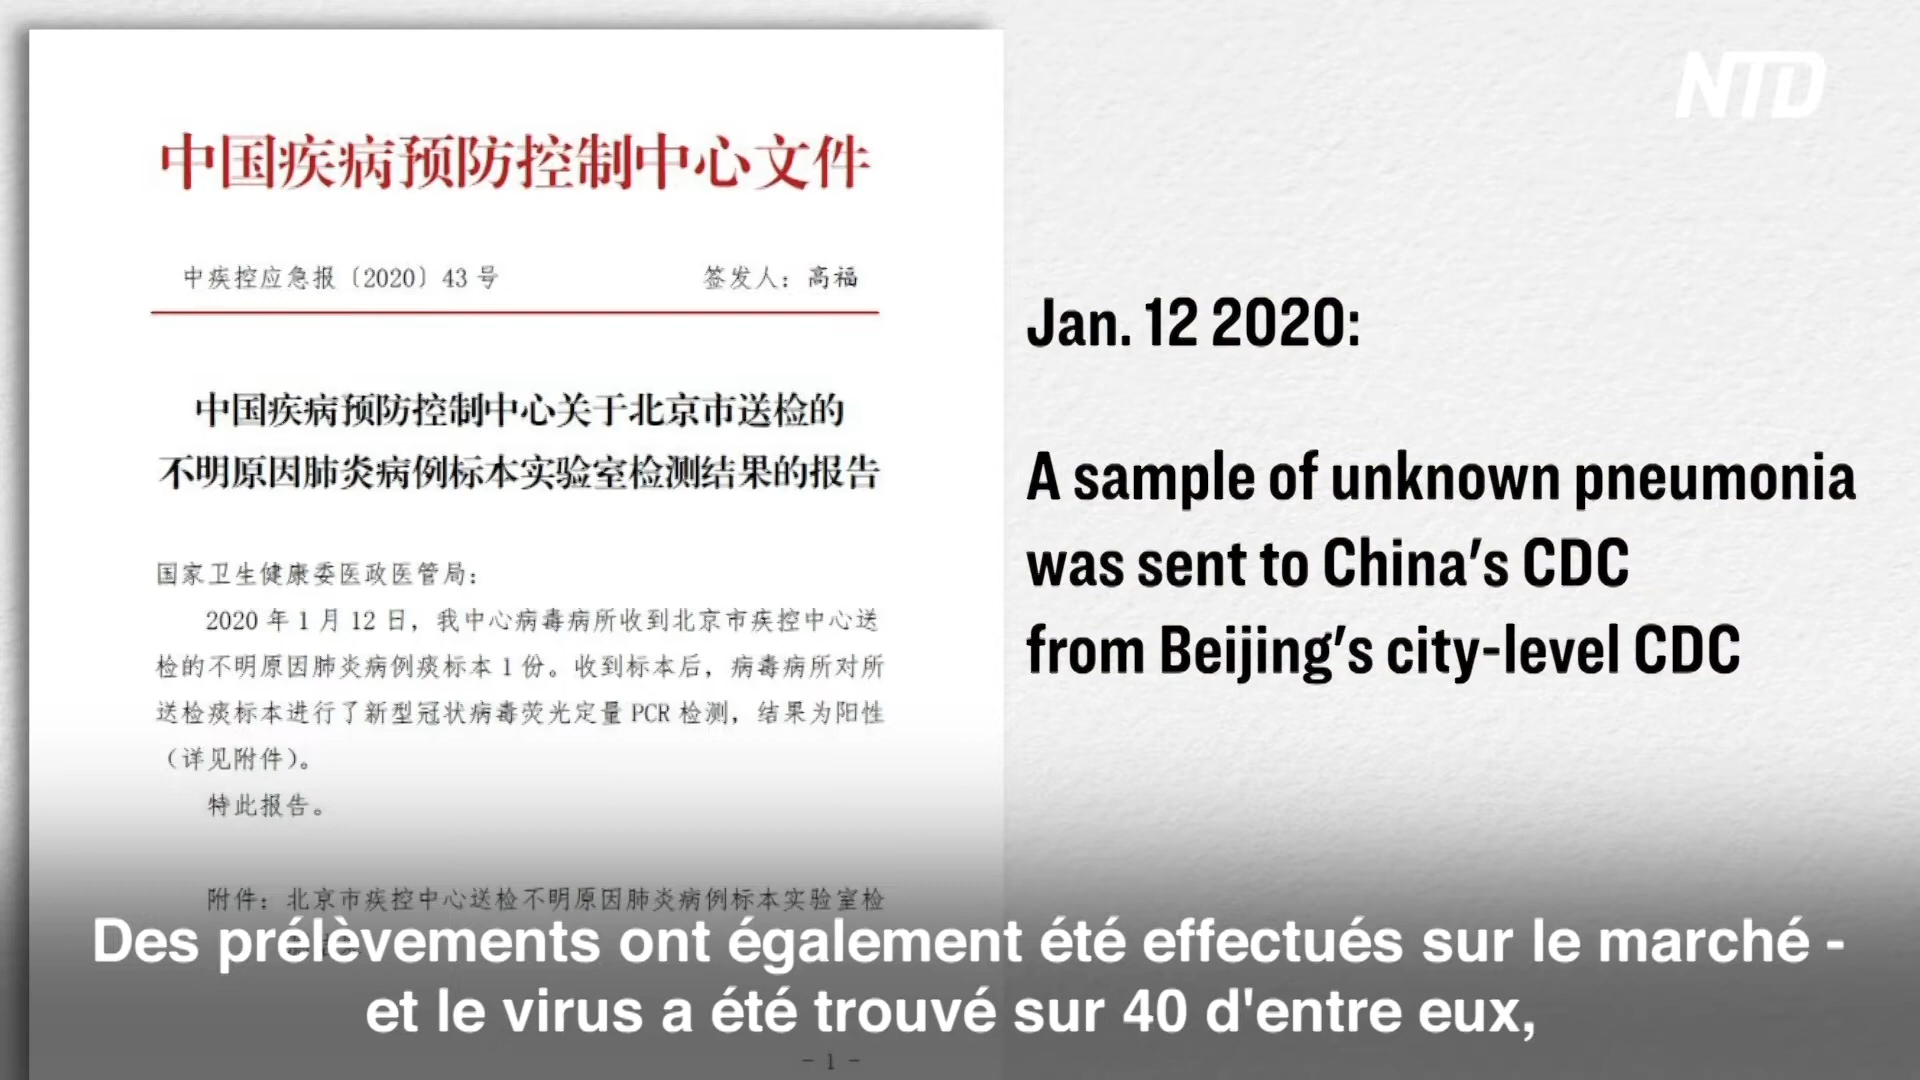 NTD
中国疾病预防控制中心文件
中疾控应急报〔2020〕43号 签发人：高福
中国疾病预防控制中心关于北京市送检的
不明原因肺炎病例标本实验室检测结果的报告
国家卫生健康委医政医管局：
2020年1月12日，我中心病毒病所收到北京市疾控中心送
检的不明原因肺炎病例痰标本1份。收到标本后，病毒病所对所
送检痰标本进行了新型冠状病毒荧光定量PCR检测，结果为阳性
（详见附件）。
特此报告。
附件：北京市疾控中心送检不明原因肺炎病例标本实验室检
- 1 -
Jan. 12 2020:
A sample of unknown pneumonia
was sent to China's CDC
from Beijing's city-level CDC
Des prélèvements ont également été effectués sur le marché -
et le virus a été trouvé sur 40 d'entre eux,